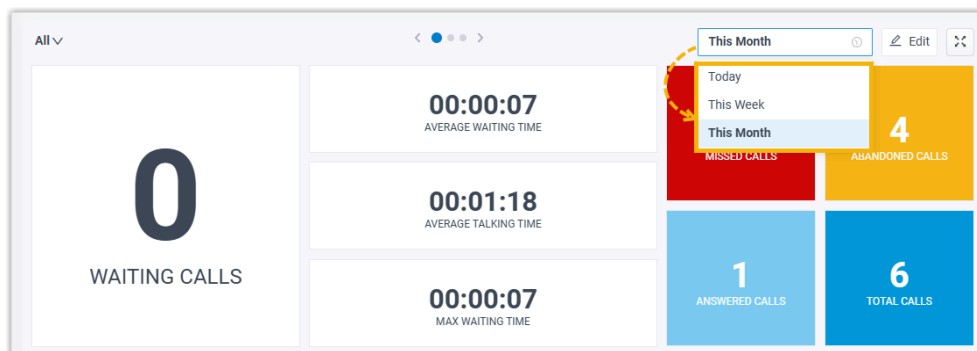 All
This Month
Edit
Today
This Week
This Month
0
WAITING CALLS
00:00:07
AVERAGE WAITING TIME
00:01:18
AVERAGE TALKING TIME
00:00:07
MAX WAITING TIME
MISSED CALLS
4
ABANDONED CALLS
1
ANSWERED CALLS
6
TOTAL CALLS